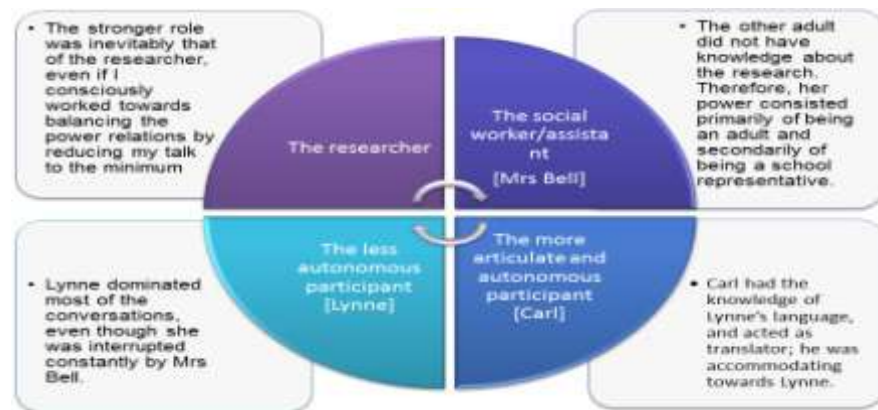 • The stronger role
was inevitably that
of the researcher,
even if I
consciously
worked towards
balancing the
power relations by
reducing my talk
to the minimum
The researcher
The social
worker/assista
nt
[Mrs Bell]
• The other adult
did not have
knowledge about
the research.
Therefore, her
power consisted
primarily of being
an adult and
secondarily of
being a school
representative.
• Lynne dominated
most of the
conversations,
even though she
was interrupted
constantly by Mrs
Bell.
The less
autonomous
participant
[Lynne]
The more
articulate and
autonomous
participant
[Carl]
• Carl had the
knowledge of
Lynne's language,
and acted as
translator; he was
accommodating
towards Lynne.